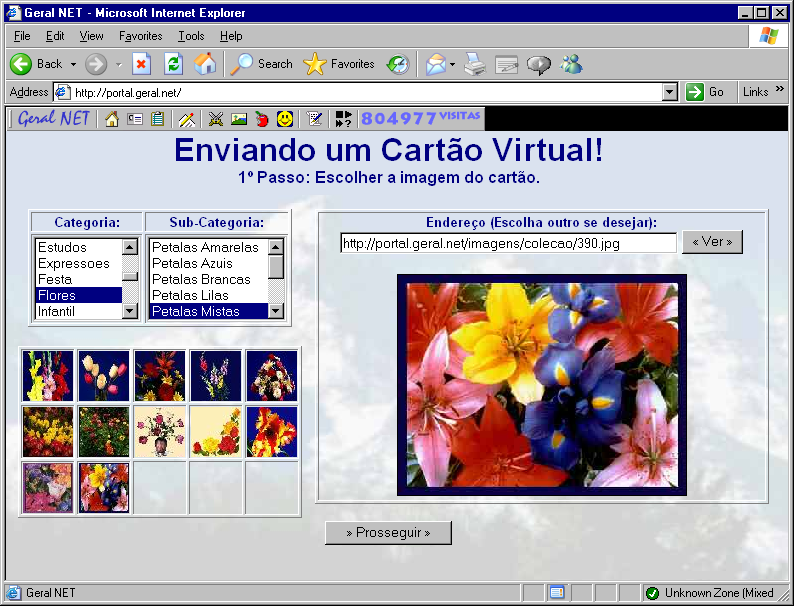 Geral NET - Microsoft Internet Explorer
File Edit View Favorites Tools Help
Back Search Favorites
Address http://portal.geral.net/ Go Links »
Geral NET 804977 VISITAS
Enviando um Cartão Virtual!
1º Passo: Escolher a imagem do cartão.
Categoria: Sub-Categoria:
Estudos
Expressoes
Festa
Flores
Infantil
Petalas Amarelas
Petalas Azuis
Petalas Brancas
Petalas Lilas
Petalas Mistas
Endereço (Escolha outro se desejar):
http://portal.geral.net/imagens/colecao/390.jpg « Ver »
» Prosseguir »
Geral NET Unknown Zone (Mixed